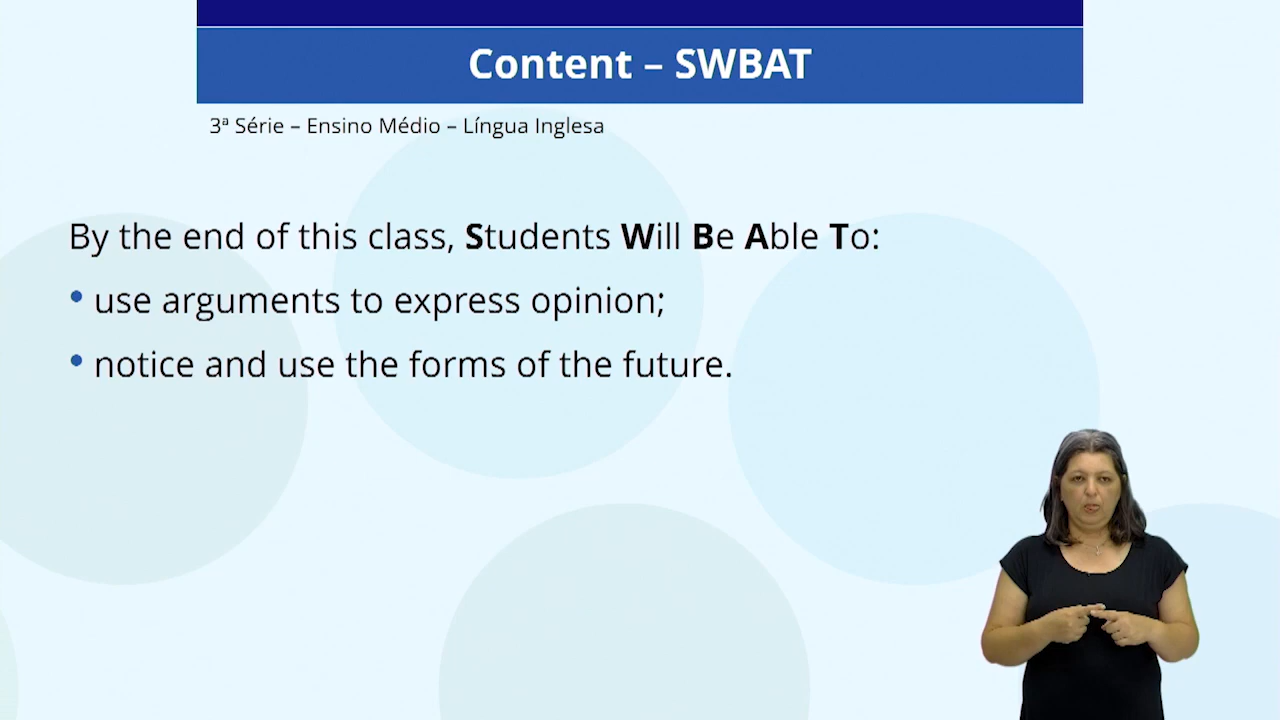 Content – SWBAT
3ª Série – Ensino Médio – Língua Inglesa
By the end of this class, Students Will Be Able To:
• use arguments to express opinion;
• notice and use the forms of the future.